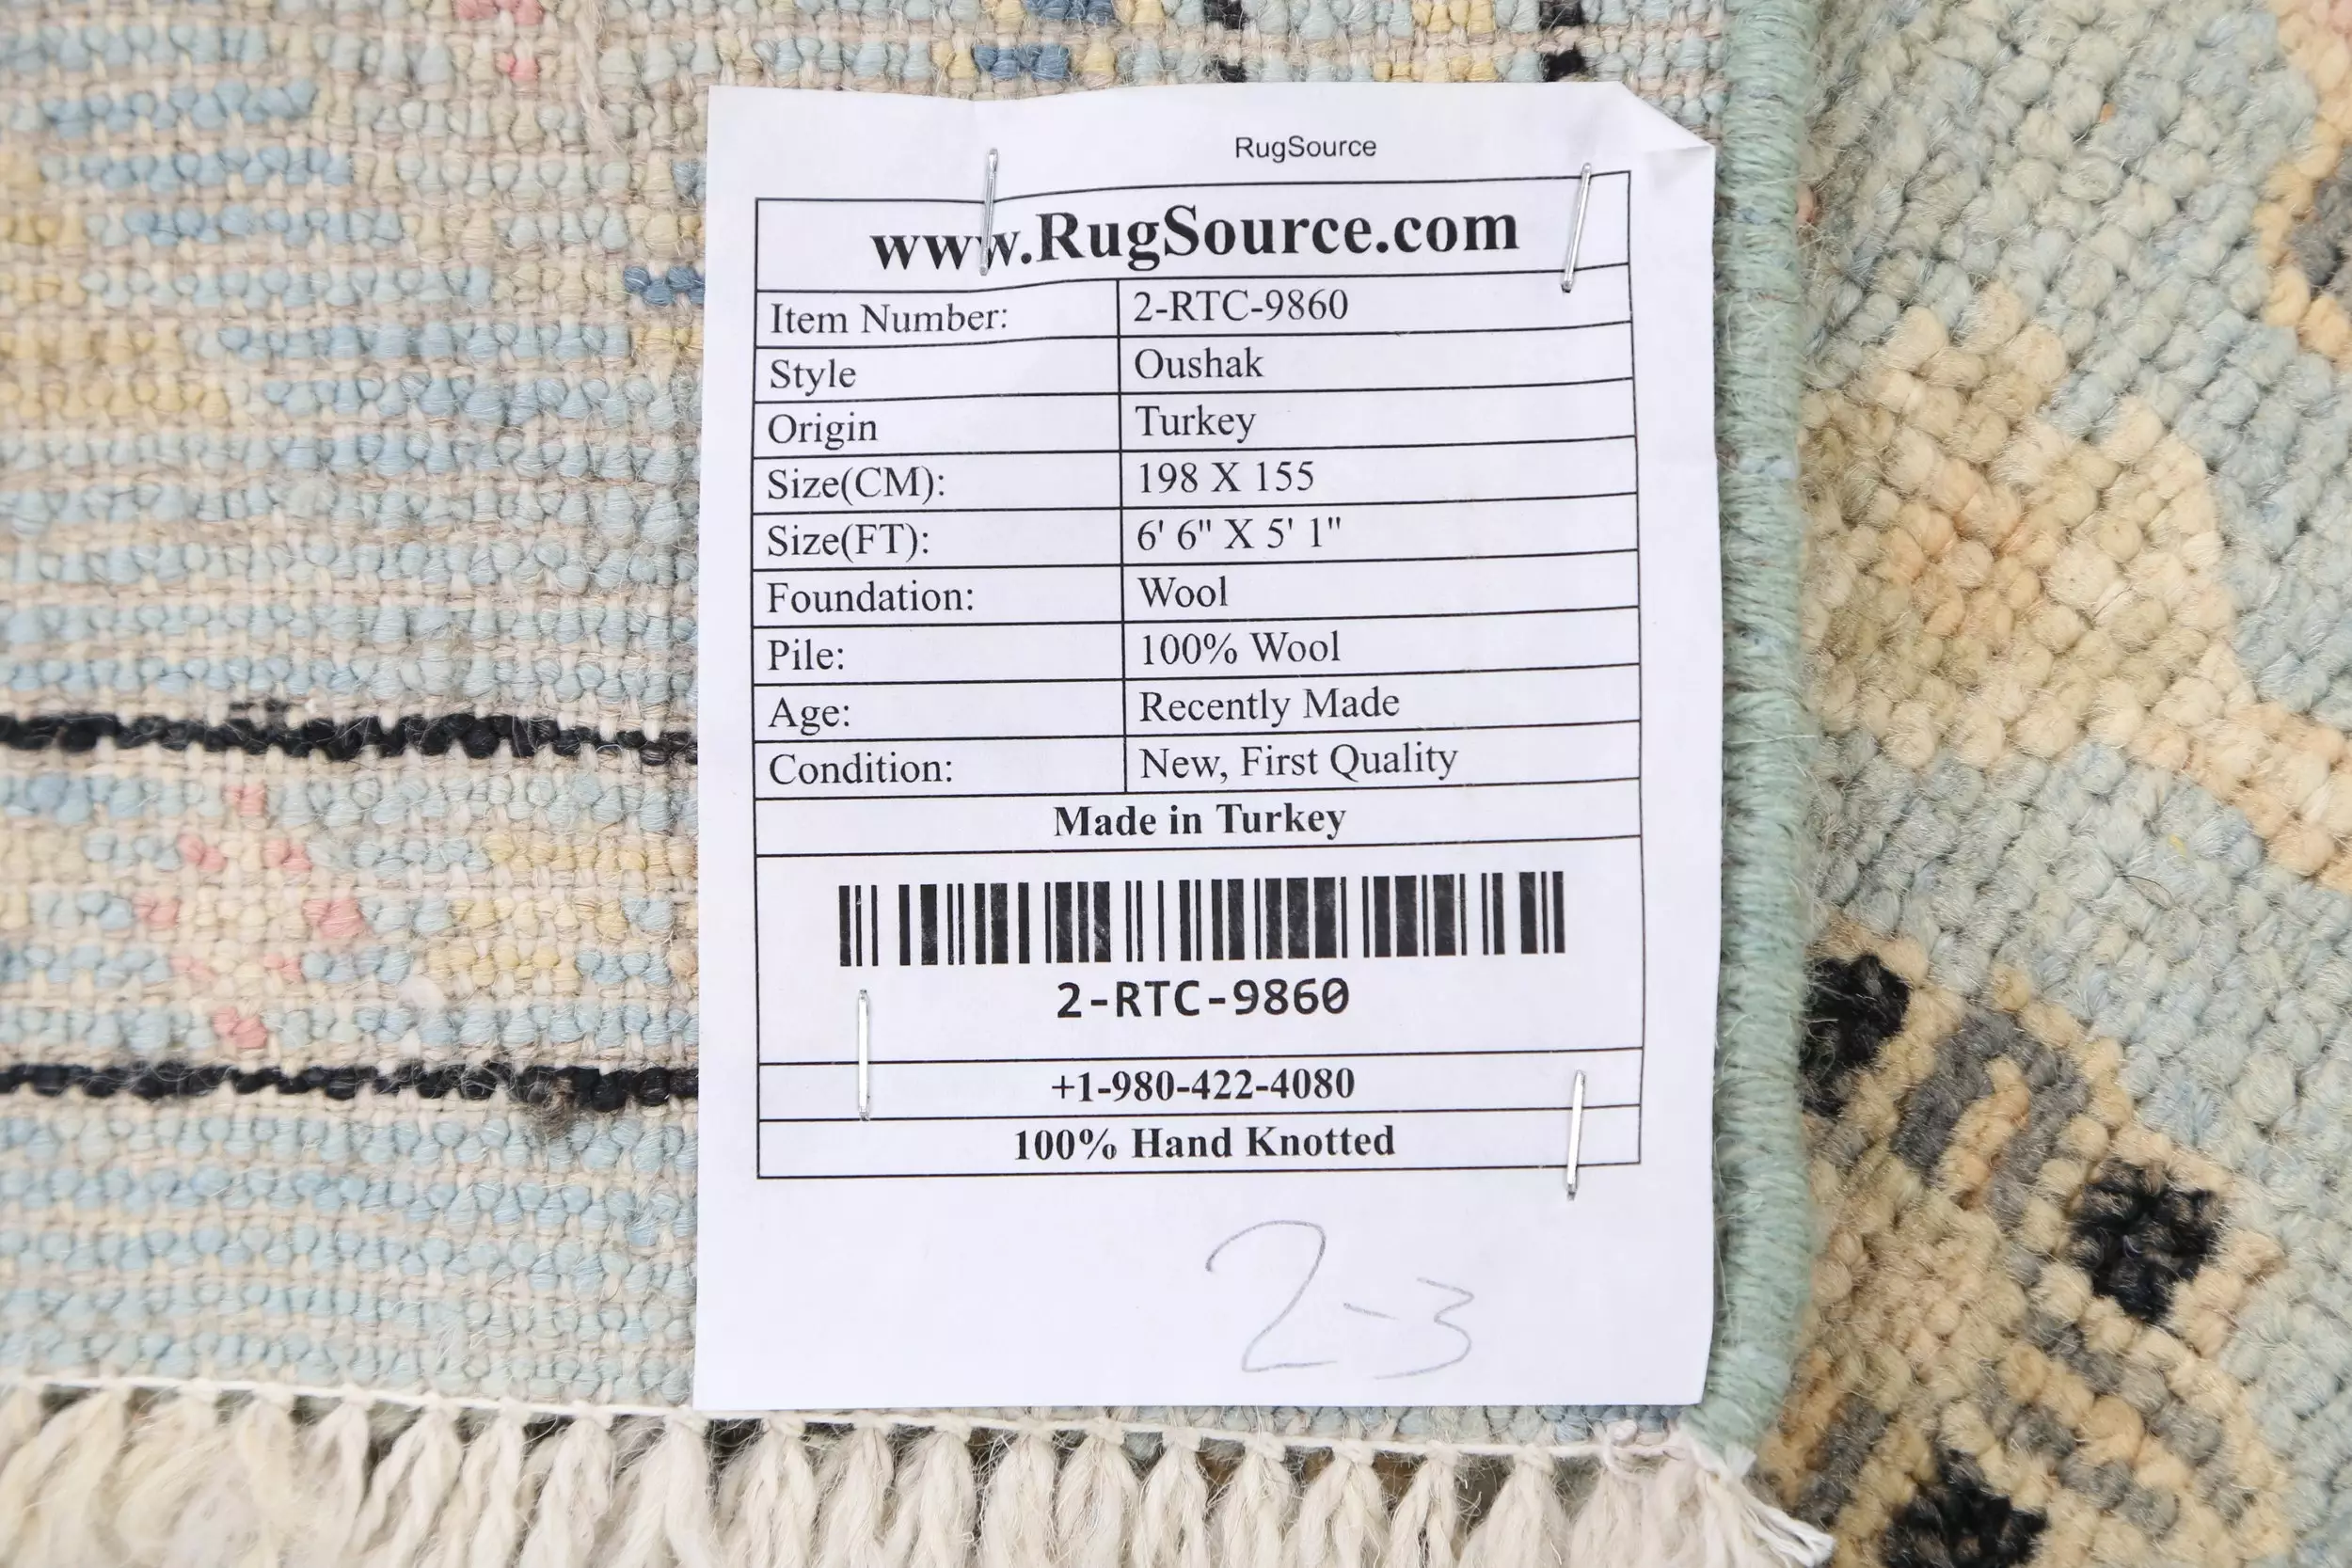 RugSource
www.RugSource.com
Item Number: 2-RTC-9860
Style Oushak
Origin Turkey
Size(CM): 198 X 155
Size(FT): 6' 6" X 5' 1"
Foundation: Wool
Pile: 100% Wool
Age: Recently Made
Condition: New, First Quality
Made in Turkey
2-RTC-9860
+1-980-422-4080
100% Hand Knotted
2-3